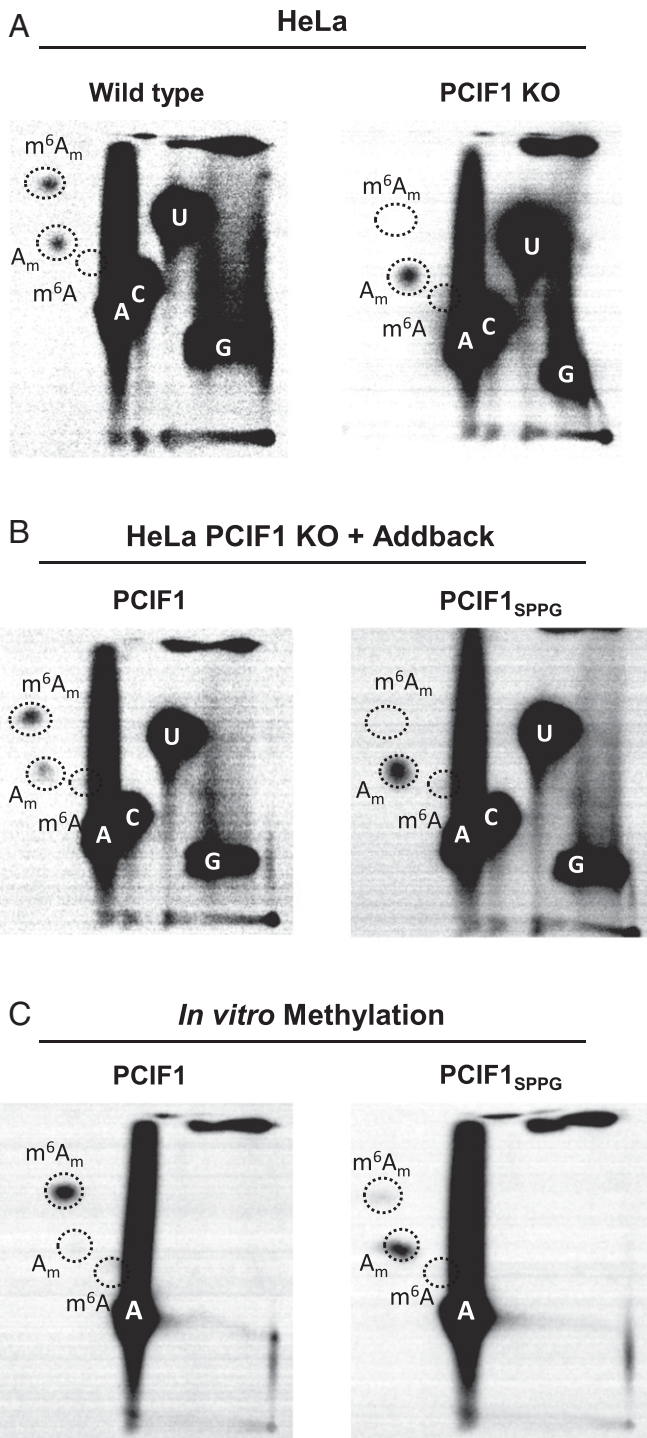 A
HeLa
Wild type
PCIF1 KO
m⁶Aₘ
Aₘ
m⁶A
A
C
U
G
m⁶Aₘ
Aₘ
m⁶A
A
C
U
G
B
HeLa PCIF1 KO + Addback
PCIF1
PCIF1SPPG
m⁶Aₘ
Aₘ
m⁶A
A
C
U
G
m⁶Aₘ
Aₘ
m⁶A
A
C
U
G
C
In vitro Methylation
PCIF1
PCIF1SPPG
m⁶Aₘ
Aₘ
m⁶A
A
m⁶Aₘ
Aₘ
m⁶A
A